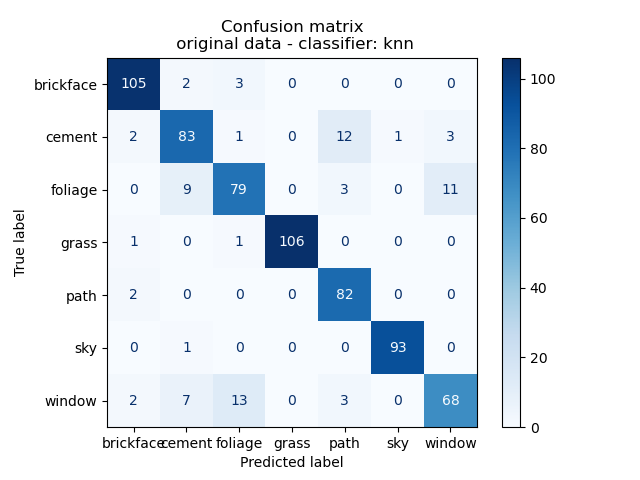 Confusion matrix
original data - classifier: knn
True label
brickface 105 2 3 0 0 0 0
cement 2 83 1 0 12 1 3
foliage 0 9 79 0 3 0 11
grass 1 0 1 106 0 0 0
path 2 0 0 0 82 0 0
sky 0 1 0 0 0 93 0
window 2 7 13 0 3 0 68
brickface cement foliage grass path sky window
Predicted label
100
80
60
40
20
0